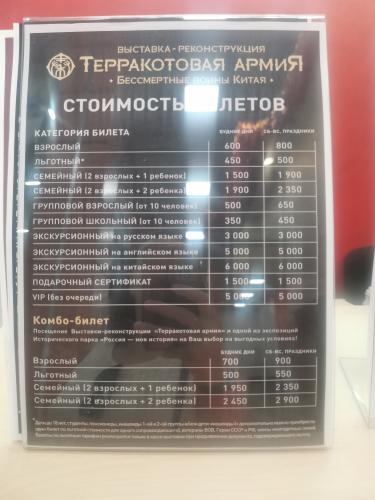 ВЫСТАВКА - РЕКОНСТРУКЦИЯ
ТЕРРАКОТОВАЯ АРМИЯ
• БЕССМЕРТНЫЕ ВОИНЫ КИТАЯ •
СТОИМОСТЬ БИЛЕТОВ
КАТЕГОРИЯ БИЛЕТА БУДНИЕ ДНИ СБ-ВС, ПРАЗДНИКИ
ВЗРОСЛЫЙ 600 800
ЛЬГОТНЫЙ* 450 500
СЕМЕЙНЫЙ (2 взрослых + 1 ребенок) 1 500 1 900
СЕМЕЙНЫЙ (2 взрослых + 2 ребенка) 1 900 2 350
ГРУППОВОЙ ВЗРОСЛЫЙ (от 10 человек) 500 650
ГРУППОВОЙ ШКОЛЬНЫЙ (от 10 человек) 350 450
ЭКСКУРСИОННЫЙ на русском языке 3 000 3 000
ЭКСКУРСИОННЫЙ на английском языке 5 000 5 000
ЭКСКУРСИОННЫЙ на китайском языке 6 000 6 000
ПОДАРОЧНЫЙ СЕРТИФИКАТ 1 500 1 500
VIP (без очереди) 5 000 5 000
Комбо-билет
Посещение Выставки-реконструкции «Терракотовая армия» и одной из экспозиций
Исторического парка «Россия — моя история» на Ваш выбор на выгодных условиях!
БУДНИЕ ДНИ СБ-ВС, ПРАЗДНИКИ
Взрослый 700 900
Льготный 500 550
Семейный (2 взрослых + 1 ребенок) 1 950 2 350
Семейный (2 взрослых + 2 ребенка) 2 450 2 900